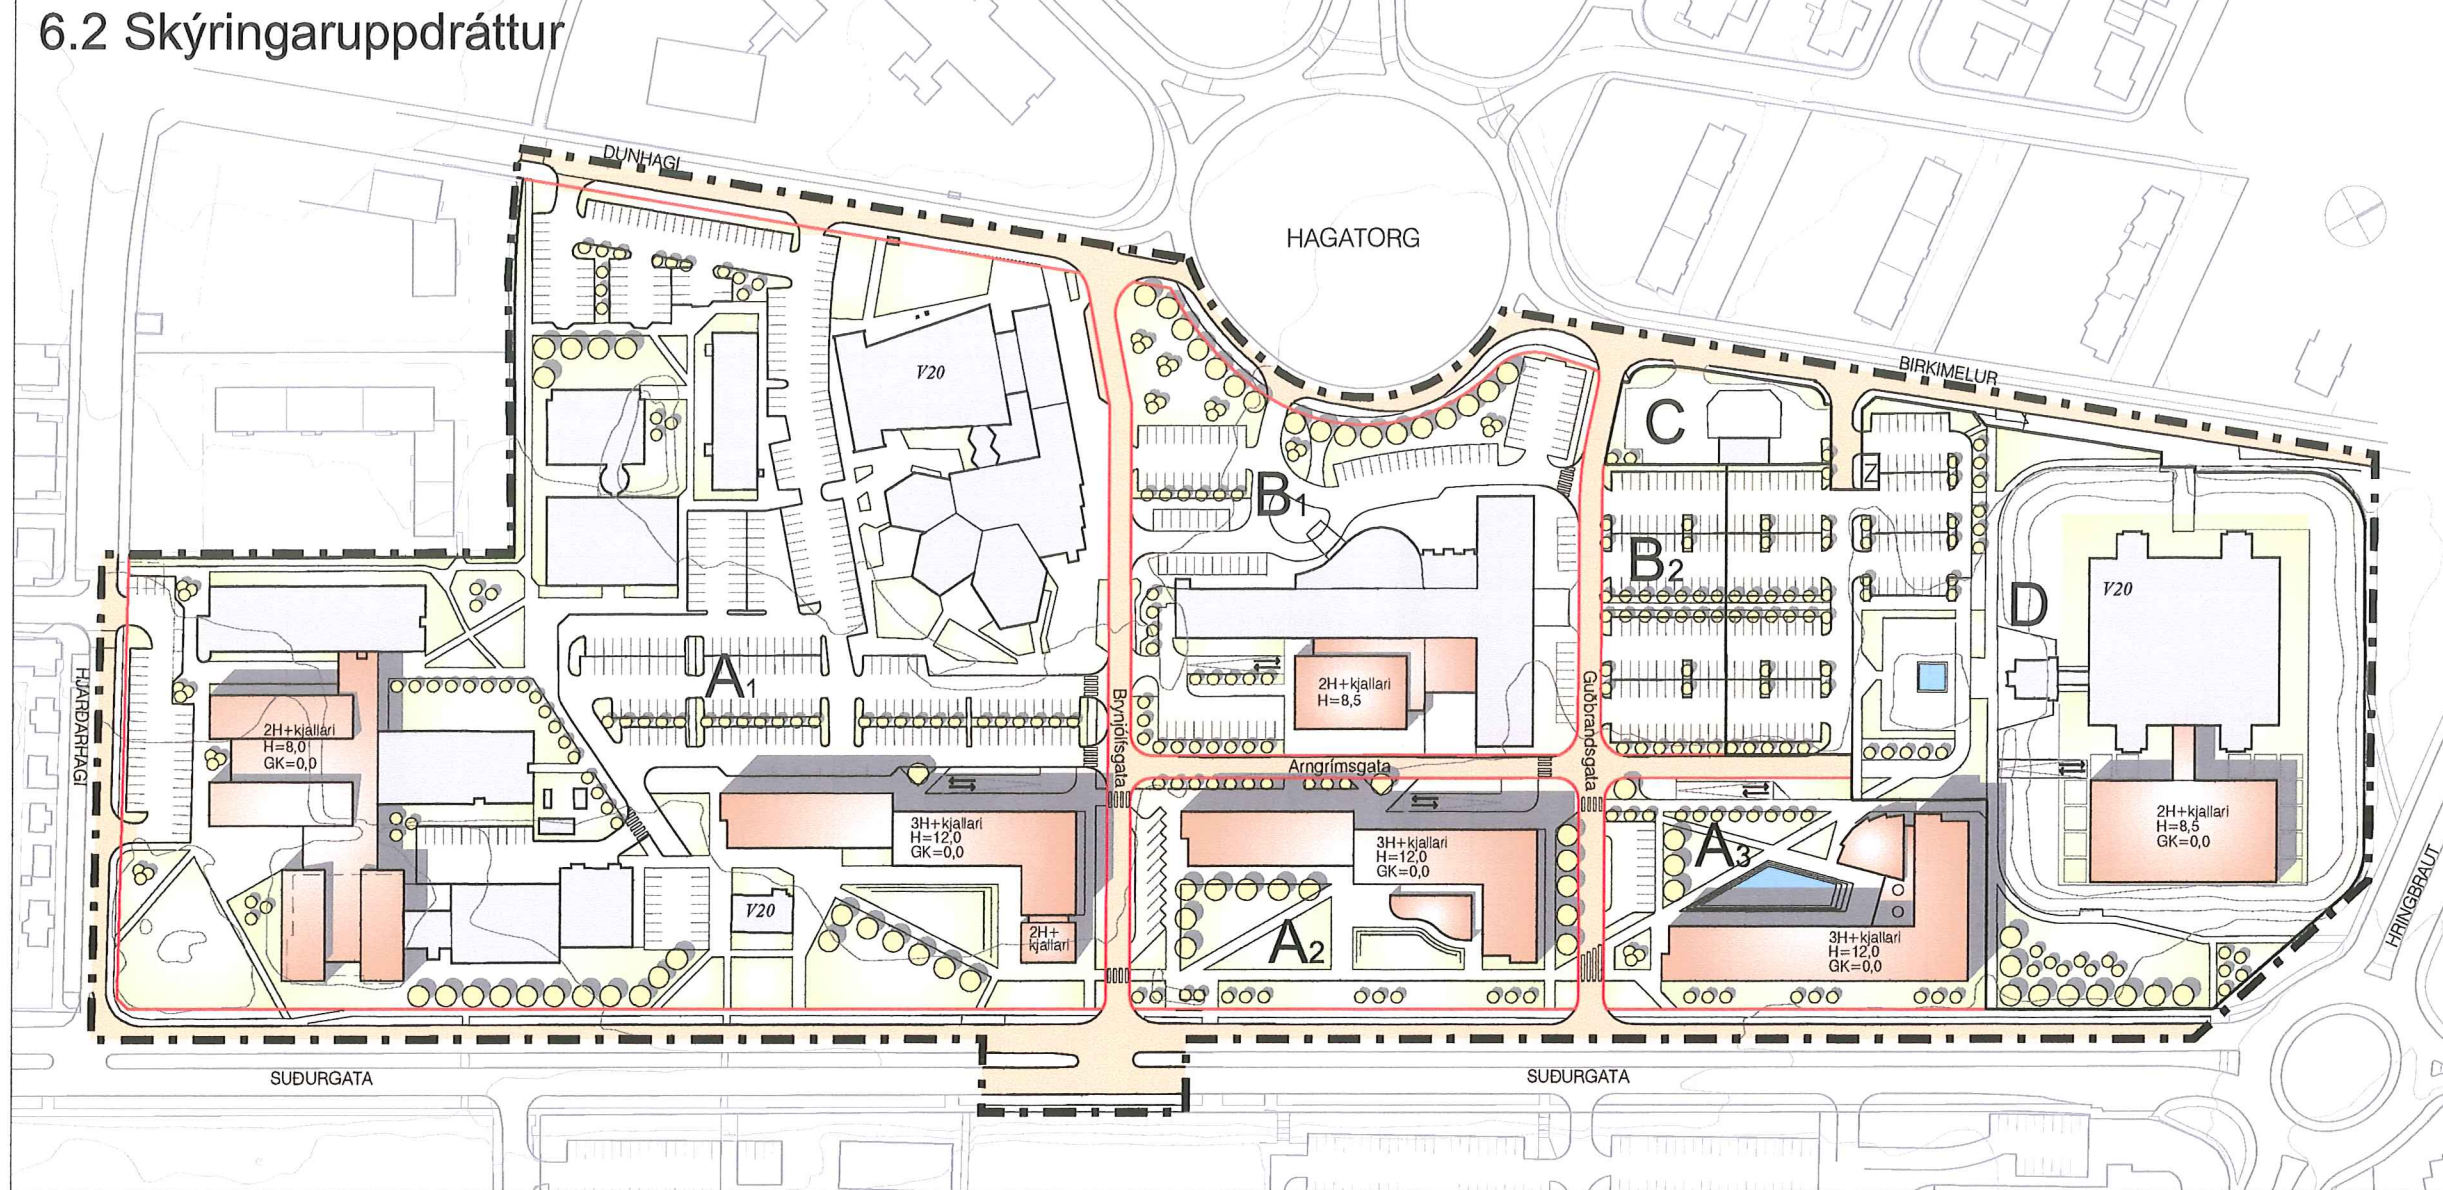 6.2 Skýringaruppdráttur
DUNHAGI
HAGATORG
BIRKIMELUR
V20
C
Z
B1
B2
D
V20
A1
HJARÐARHAGI
Brynjólfsgata
Guðbrandsgata
2H+kjallari
H=8,5
2H+kjallari
H=8,0
GK=0,0
Arngrímsgata
3H+kjallari
H=12,0
GK=0,0
3H+kjallari
H=12,0
GK=0,0
A3
2H+kjallari
H=8,5
GK=0,0
HRINGBRAUT
V20
2H+
kjallari
A2
3H+kjallari
H=12,0
GK=0,0
SUÐURGATA
SUÐURGATA